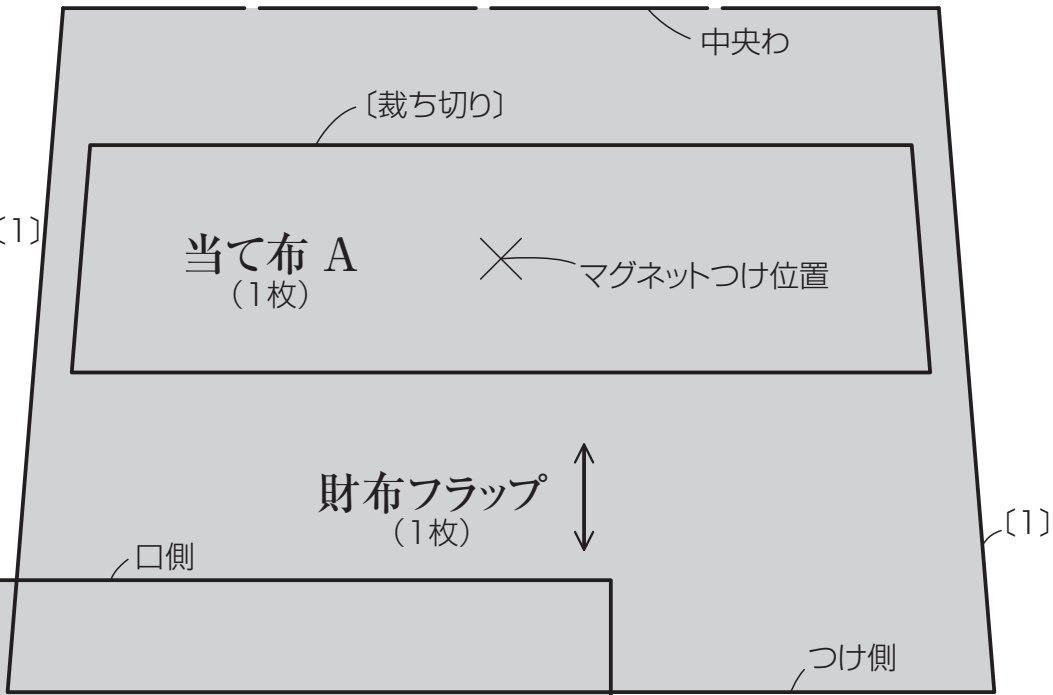 中央わ
〔裁ち切り〕
〔1〕
当て布 A
（1枚）
マグネットつけ位置
財布フラップ
（1枚）
〔1〕
口側
つけ側